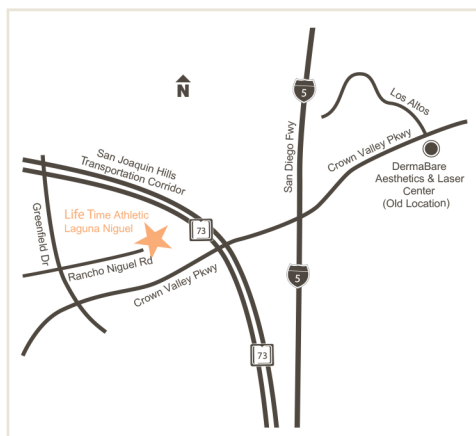 N
5
Los Altos
San Diego Fwy
Crown Valley Pkwy
DermaBare
Aesthetics & Laser
Center
(Old Location)
San Joaquin Hills
Transportation Corridor
Greenfield Dr
Life Time Athletic
Laguna Niguel
73
Rancho Niguel Rd
Crown Valley Pkwy
5
73